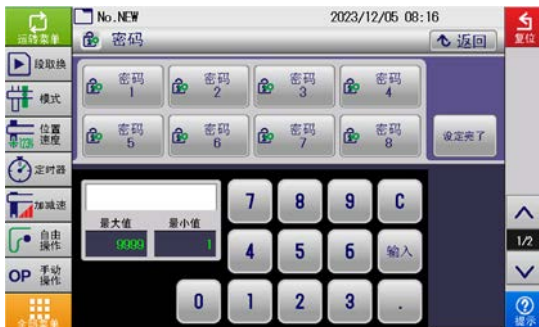 No.NEW
2023/12/05 08:16
运转菜单
密码
返回
复位
段取换
模式
位置
速度
定时器
加减速
自由
操作
OP 手动
操作
全部菜单
密码
1
密码
2
密码
3
密码
4
密码
5
密码
6
密码
7
密码
8
设定完了
最大值
最小值
9999
1
7
8
9
C
4
5
6
输入
0
1
2
3
.
1/2
提示